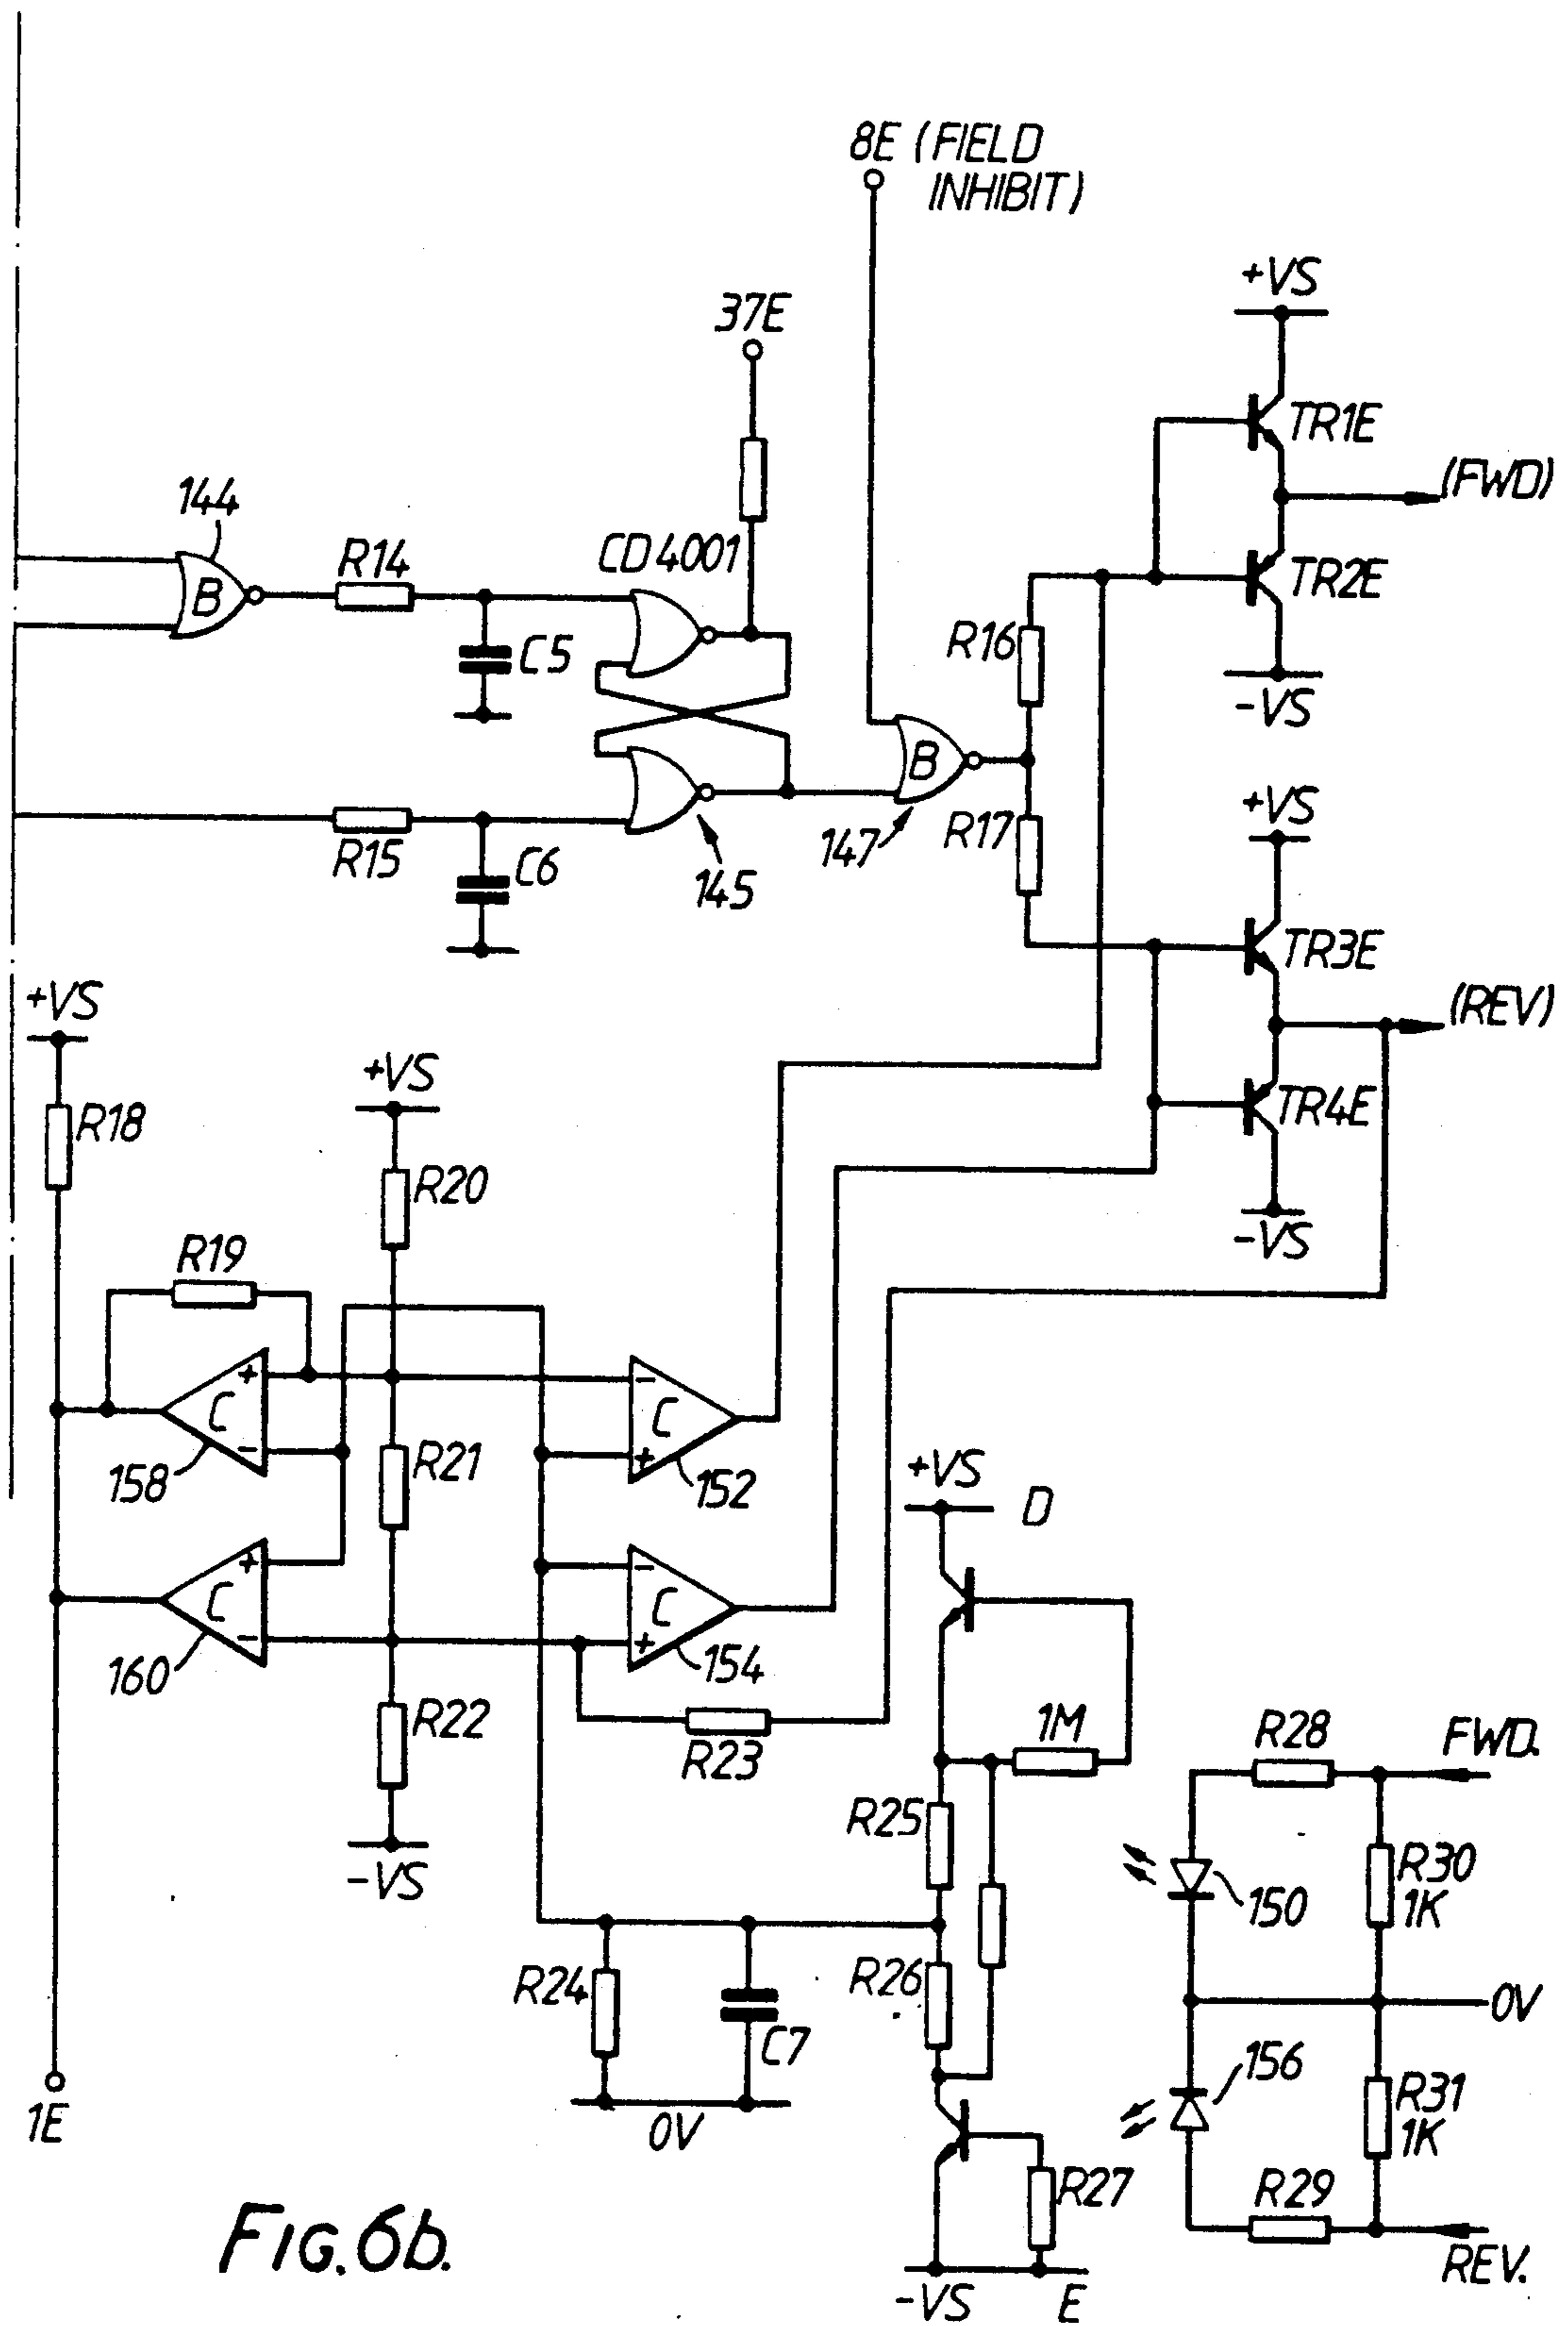 8E (FIELD
INHIBIT)
+VS
37E
TR1E
(FWD)
144
B
R14
CD4001
TR2E
R16
C5
-VS
B
+VS
R17
147
R15
C6
145
TR3E
(REV)
+VS
+VS
R18
TR4E
R20
-VS
R19
+
-
C
C
-
+
158
R21
152
+VS
D
+
-
C
C
-
+
160
154
R22
1M
R28
FWD.
R23
R25
-VS
R30
1K
150
R24
R26
0V
C7
156
R31
1K
1E
0V
R27
R29
FIG.6b.
-VS
E
REV.